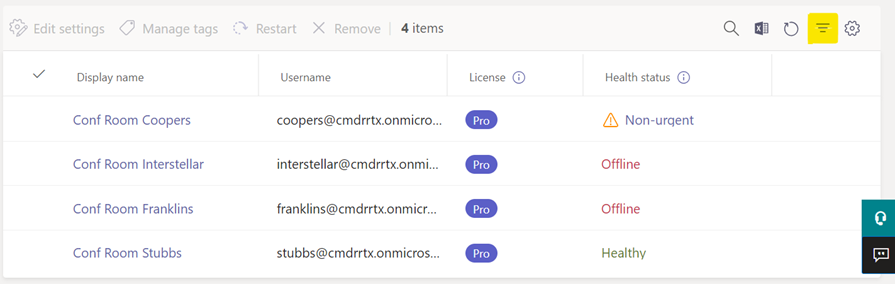 Edit settings Manage tags Restart Remove 4 items
Display name Username License Health status
Conf Room Coopers coopers@cmdrrtx.onmicro... Pro Non-urgent
Conf Room Interstellar interstellar@cmdrrtx.onmi... Pro Offline
Conf Room Franklins franklins@cmdrrtx.onmicr... Pro Offline
Conf Room Stubbs stubbs@cmdrrtx.onmicros... Pro Healthy